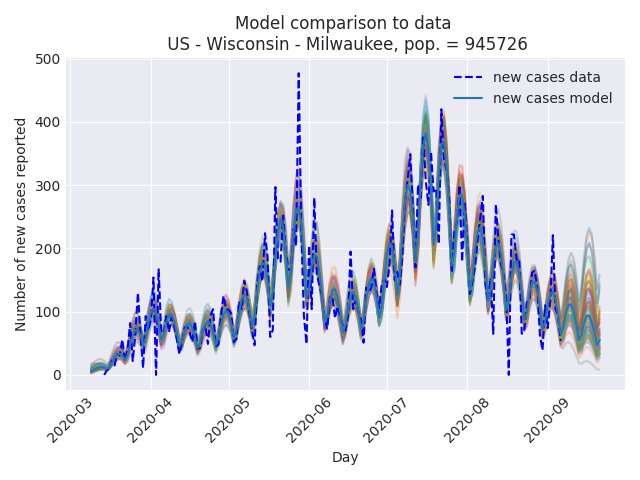 Model comparison to data
US - Wisconsin - Milwaukee, pop. = 945726
new cases data
new cases model
Number of new cases reported
500
400
300
200
100
0
2020-03
2020-04
2020-05
2020-06
2020-07
2020-08
2020-09
Day